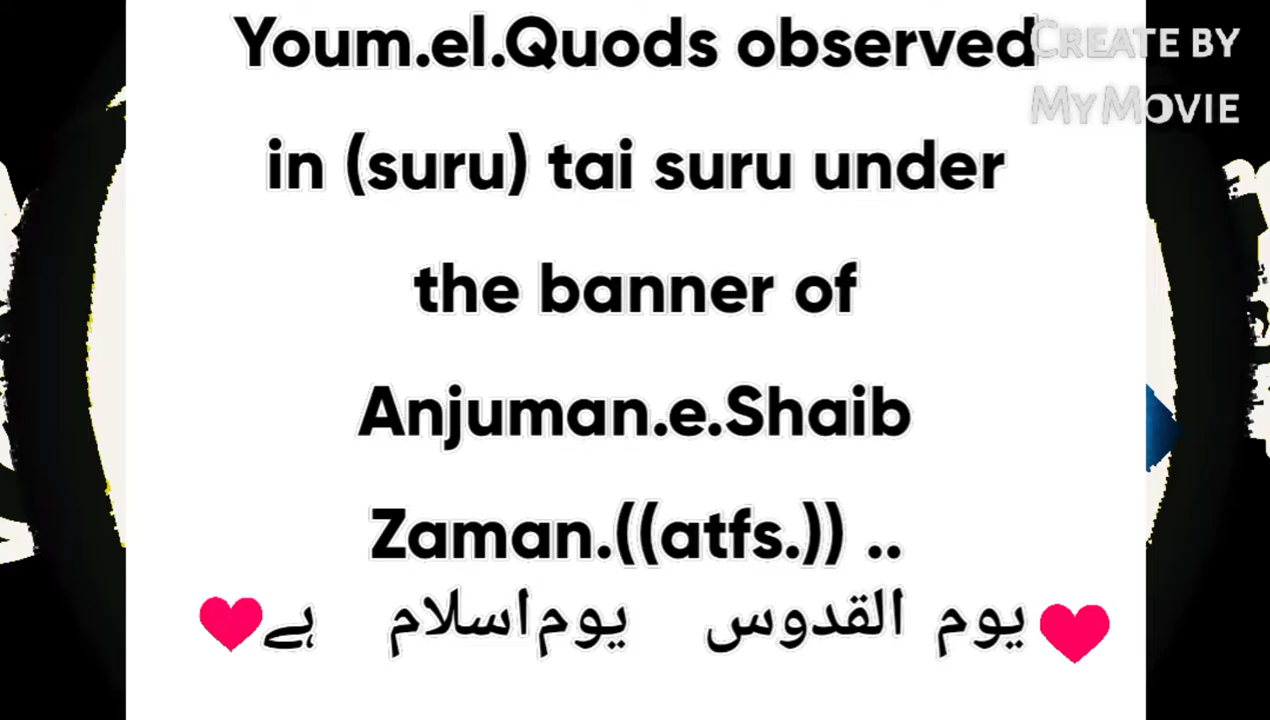 Youm.el.Quods observed
in (suru) tai suru under
the banner of
Anjuman.e.Shaib
Zaman.((atfs.)) ..
یوم القدوس یوم اسلام ہے
CREATE BY
MYMOVIE